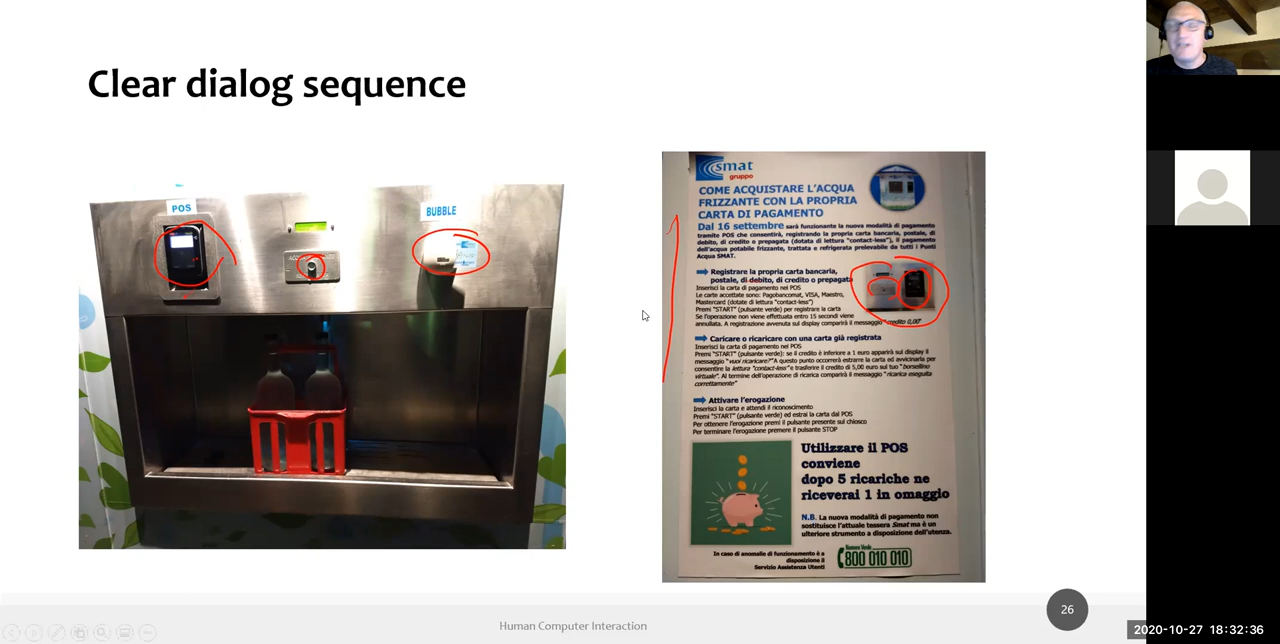 Clear dialog sequence
POS
BUBBLE
smat
gruppo
COME ACQUISTARE L'ACQUA
FRIZZANTE CON LA PROPRIA
CARTA DI PAGAMENTO
Dal 16 settembre sarà funzionante la nuova modalità di pagamento
tramite POS che consentirà, registrando la propria carta bancaria, postale, di
debito, di credito o prepagata (dotata di lettura "contact-less"), il pagamento
dell'acqua potabile frizzante, trattata e refrigerata prelevabile da tutti i Punti
Acqua SMAT.
Registrare la propria carta bancaria,
postale, di debito, di credito o prepagata
Inserisci la carta di pagamento nel POS
Le carte accettate sono: Pagobancomat, VISA, Maestro,
Mastercard (dotate di lettura "contact-less")
Premi "START" (pulsante verde) per registrare la carta
Se l'operazione non viene effettuata entro 15 secondi viene
annullata. A registrazione avvenuta sul display comparirà il messaggio "credito 0,00"
Caricare o ricaricare con una carta già registrata
Inserisci la carta di pagamento nel POS
Premi "START" (pulsante verde): se il credito è inferiore a 1 euro apparirà sul display il
messaggio "vuoi ricaricare?" A questo punto occorrerà estrarre la carta ed avvicinarla per
consentire la lettura "contact-less" e trasferire il credito di 5,00 euro sul tuo "borsellino
virtuale". Al termine dell'operazione di ricarica comparirà il messaggio "ricarica eseguita
correttamente"
Attivare l'erogazione
Inserisci la carta e attendi il riconoscimento
Premi "START" (pulsante verde) ed estrai la carta dal POS
Per ottenere l'erogazione premi il pulsante presente sul chiosco
Per terminare l'erogazione premere il pulsante STOP
Utilizzare il POS
conviene
dopo 5 ricariche ne
riceverai 1 in omaggio
N.B. La nuova modalità di pagamento non
sostituisce l'attuale tessera Smat ma è un
ulteriore strumento a disposizione dell'utenza.
In caso di anomalie di funzionamento è a
disposizione il
Servizio Assistenza Utenti
Numero Verde
800 010 010
Human Computer Interaction
26
2020-10-27 18:32:36